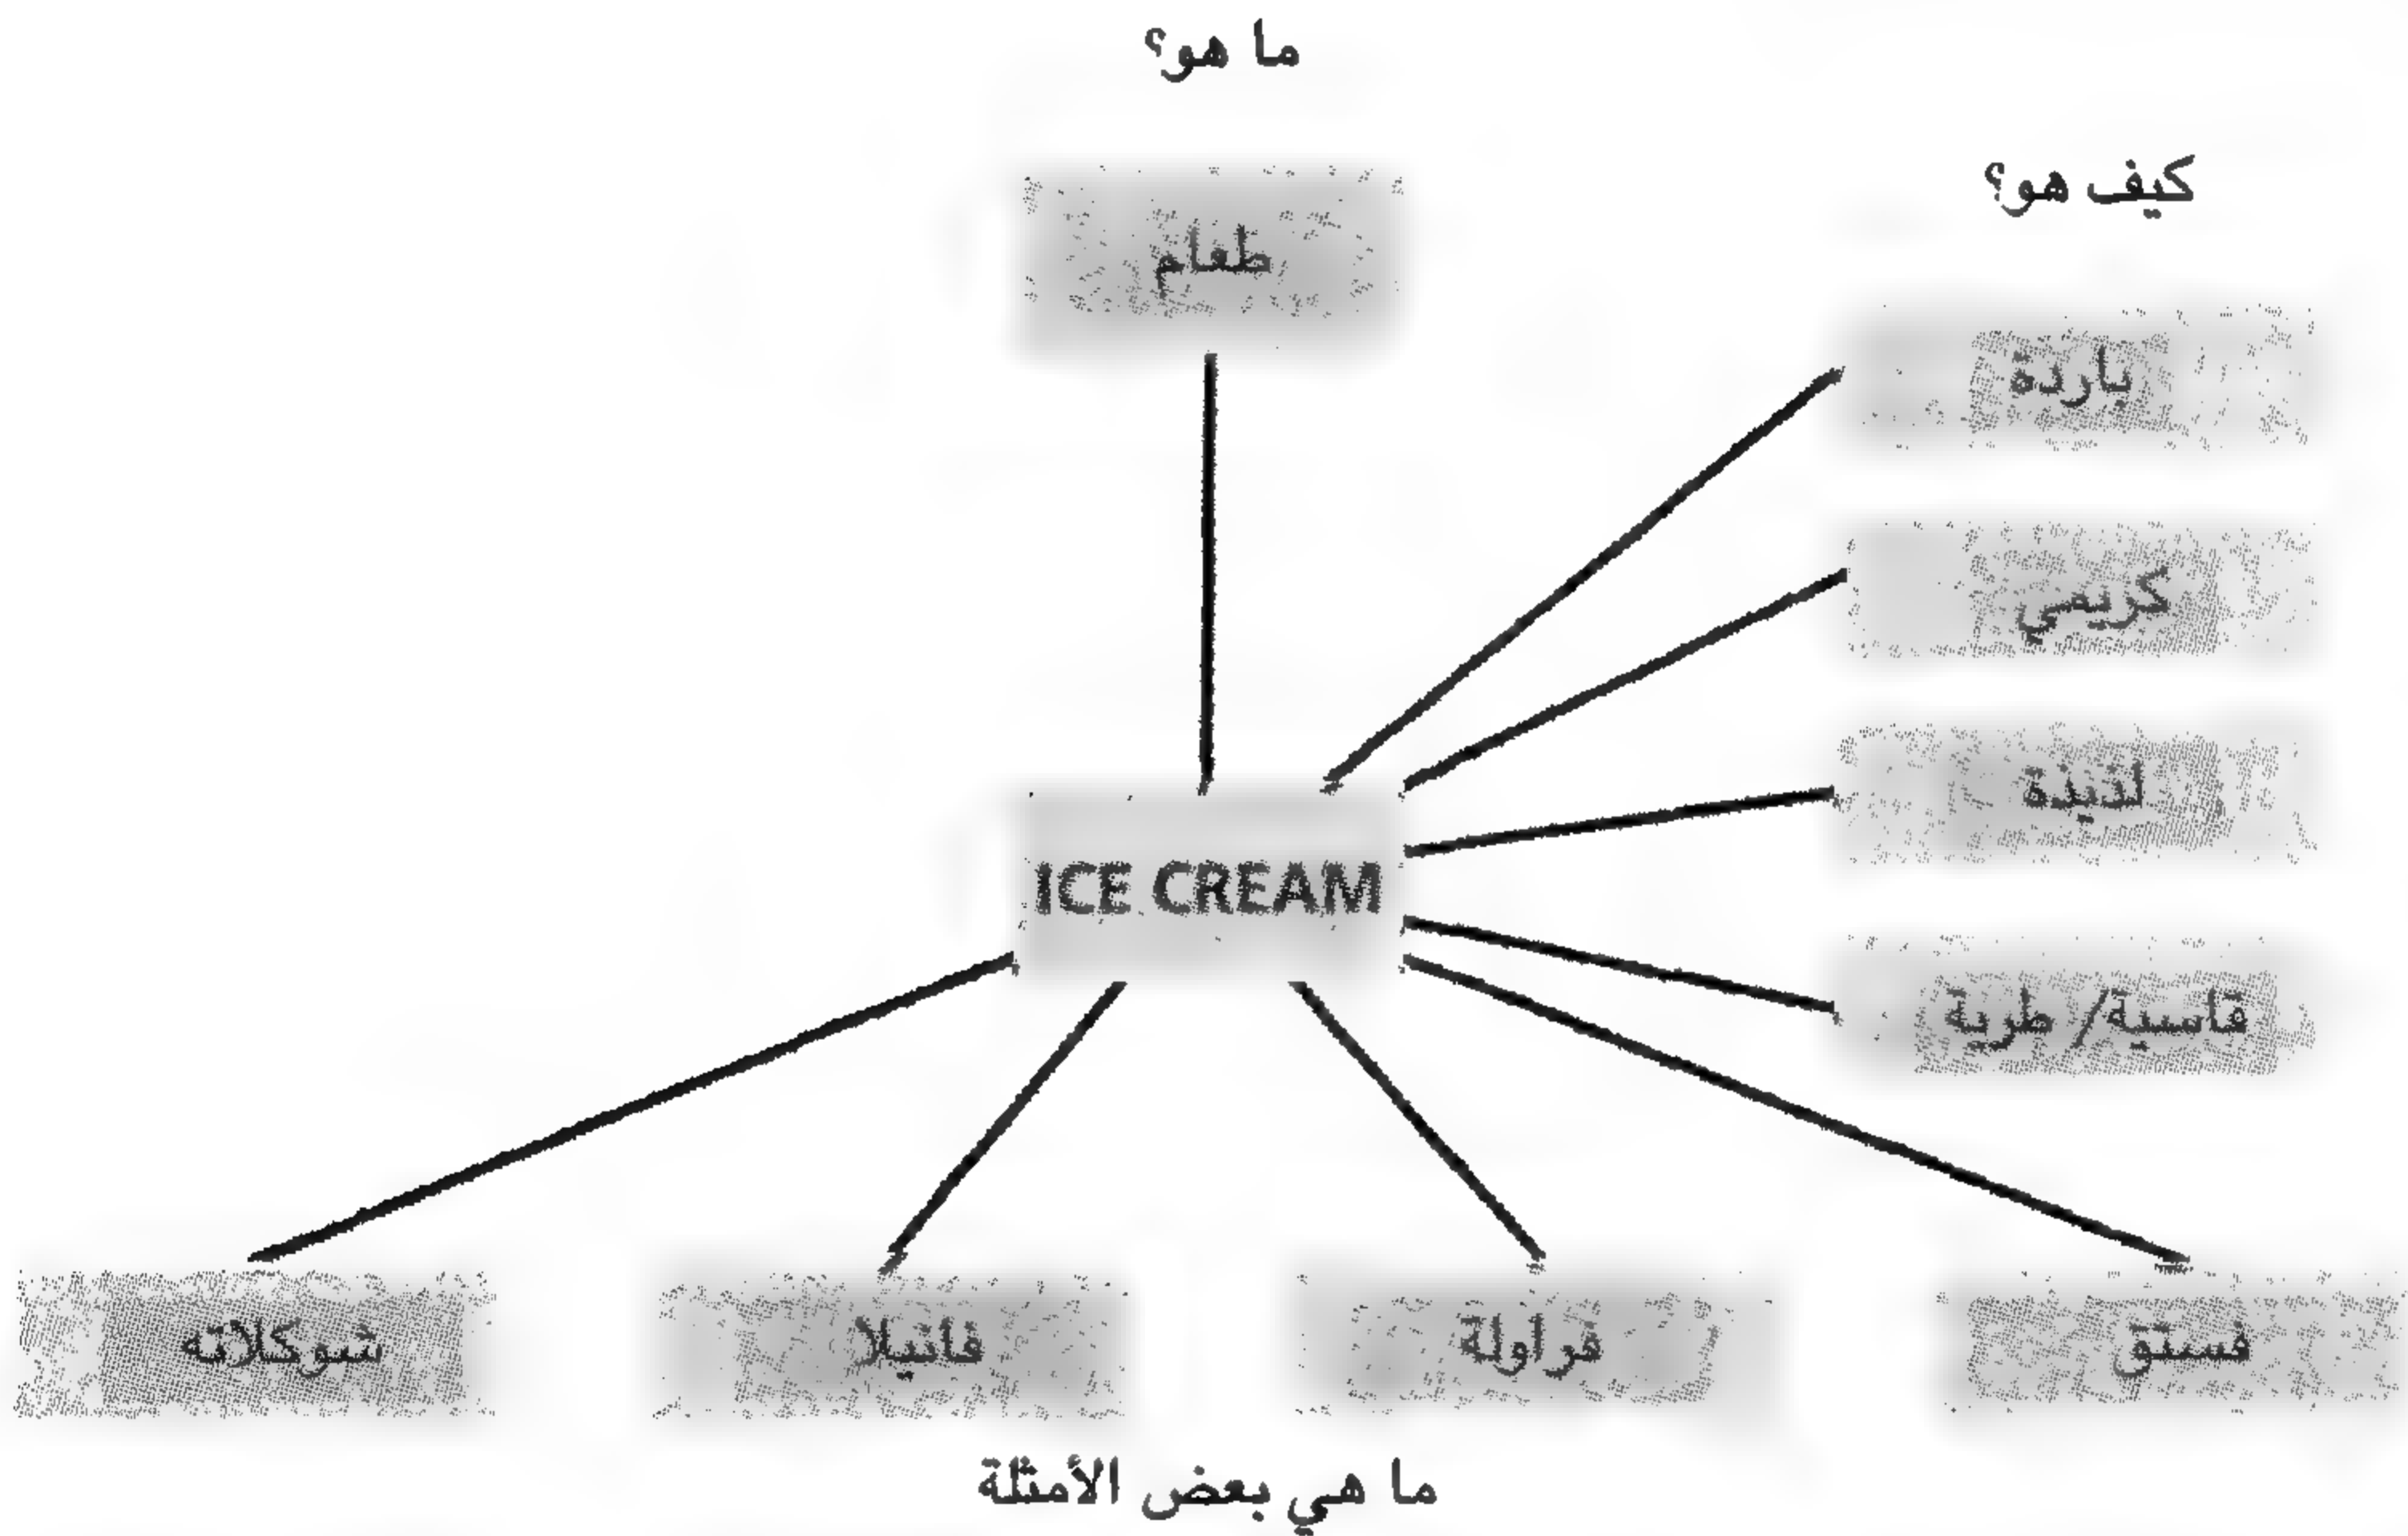 ما هو؟
كيف هو؟
طعام
باردة
كريمي
لذيذة
ICE CREAM
قاسية/ طرية
شوكلاته
فانيلا
فراولة
فستق
ما هي بعض الأمثلة